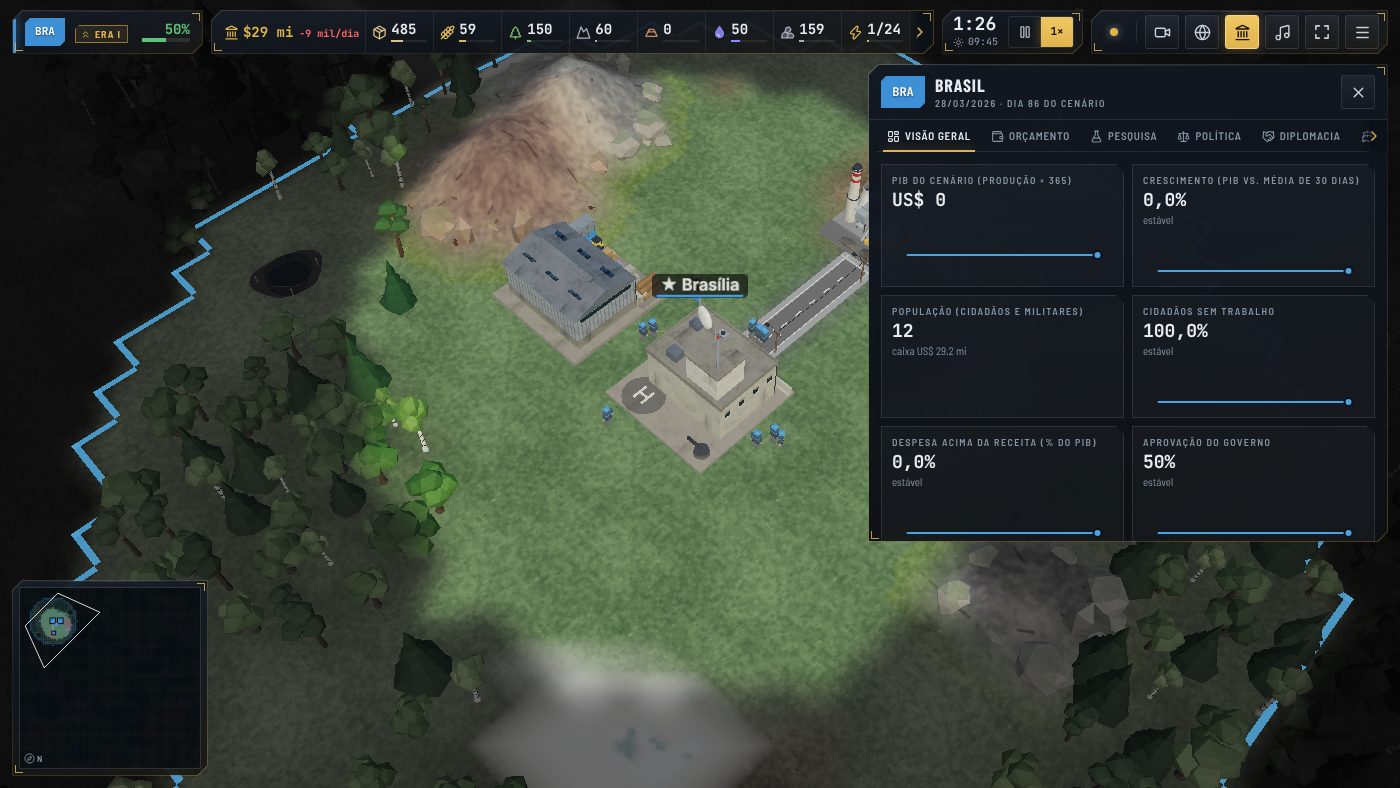 BRA
ERA I
50%
$29 mi -9 mil/dia
485
59
150
60
0
50
159
1/24
1:26
09:45
1×
BRA
BRASIL
28/03/2026 · DIA 86 DO CENÁRIO
VISÃO GERAL
ORÇAMENTO
PESQUISA
POLÍTICA
DIPLOMACIA
PIB DO CENÁRIO (PRODUÇÃO × 365)
US$ 0
CRESCIMENTO (PIB VS. MÉDIA DE 30 DIAS)
0,0%
estável
POPULAÇÃO (CIDADÃOS E MILITARES)
12
caixa US$ 29,2 mi
CIDADÃOS SEM TRABALHO
100,0%
estável
DESPESA ACIMA DA RECEITA (% DO PIB)
0,0%
estável
APROVAÇÃO DO GOVERNO
50%
estável
★ Brasília
H
N